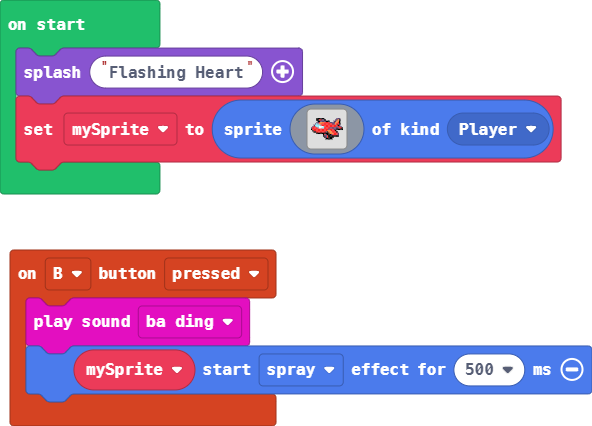 on start
splash "Flashing Heart"
set mySprite to sprite of kind Player
on B button pressed
play sound ba ding
mySprite start spray effect for 500 ms